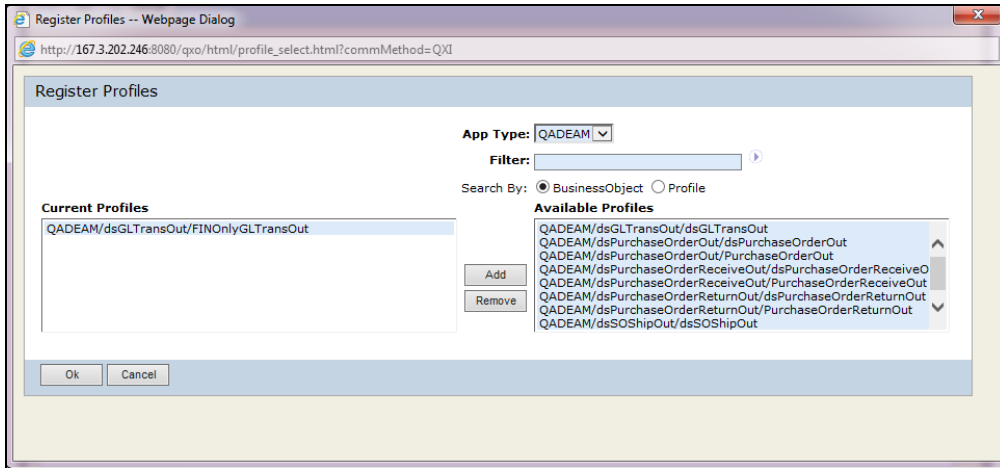 Register Profiles -- Webpage Dialog
http://167.3.202.246:8080/qxo/html/profile_select.html?commMethod=QXI
Register Profiles
App Type: QADEAM
Filter:
Search By: BusinessObject Profile
Current Profiles
QADEAM/dsGLTransOut/FINOnlyGLTransOut
Add
Remove
Available Profiles
QADEAM/dsGLTransOut/dsGLTransOut
QADEAM/dsPurchaseOrderOut/dsPurchaseOrderOut
QADEAM/dsPurchaseOrderOut/PurchaseOrderOut
QADEAM/dsPurchaseOrderReceiveOut/dsPurchaseOrderReceiveO
QADEAM/dsPurchaseOrderReceiveOut/PurchaseOrderReceiveOut
QADEAM/dsPurchaseOrderReturnOut/dsPurchaseOrderReturnOut
QADEAM/dsPurchaseOrderReturnOut/PurchaseOrderReturnOut
QADEAM/dsSOShipOut/dsSOShipOut
Ok Cancel